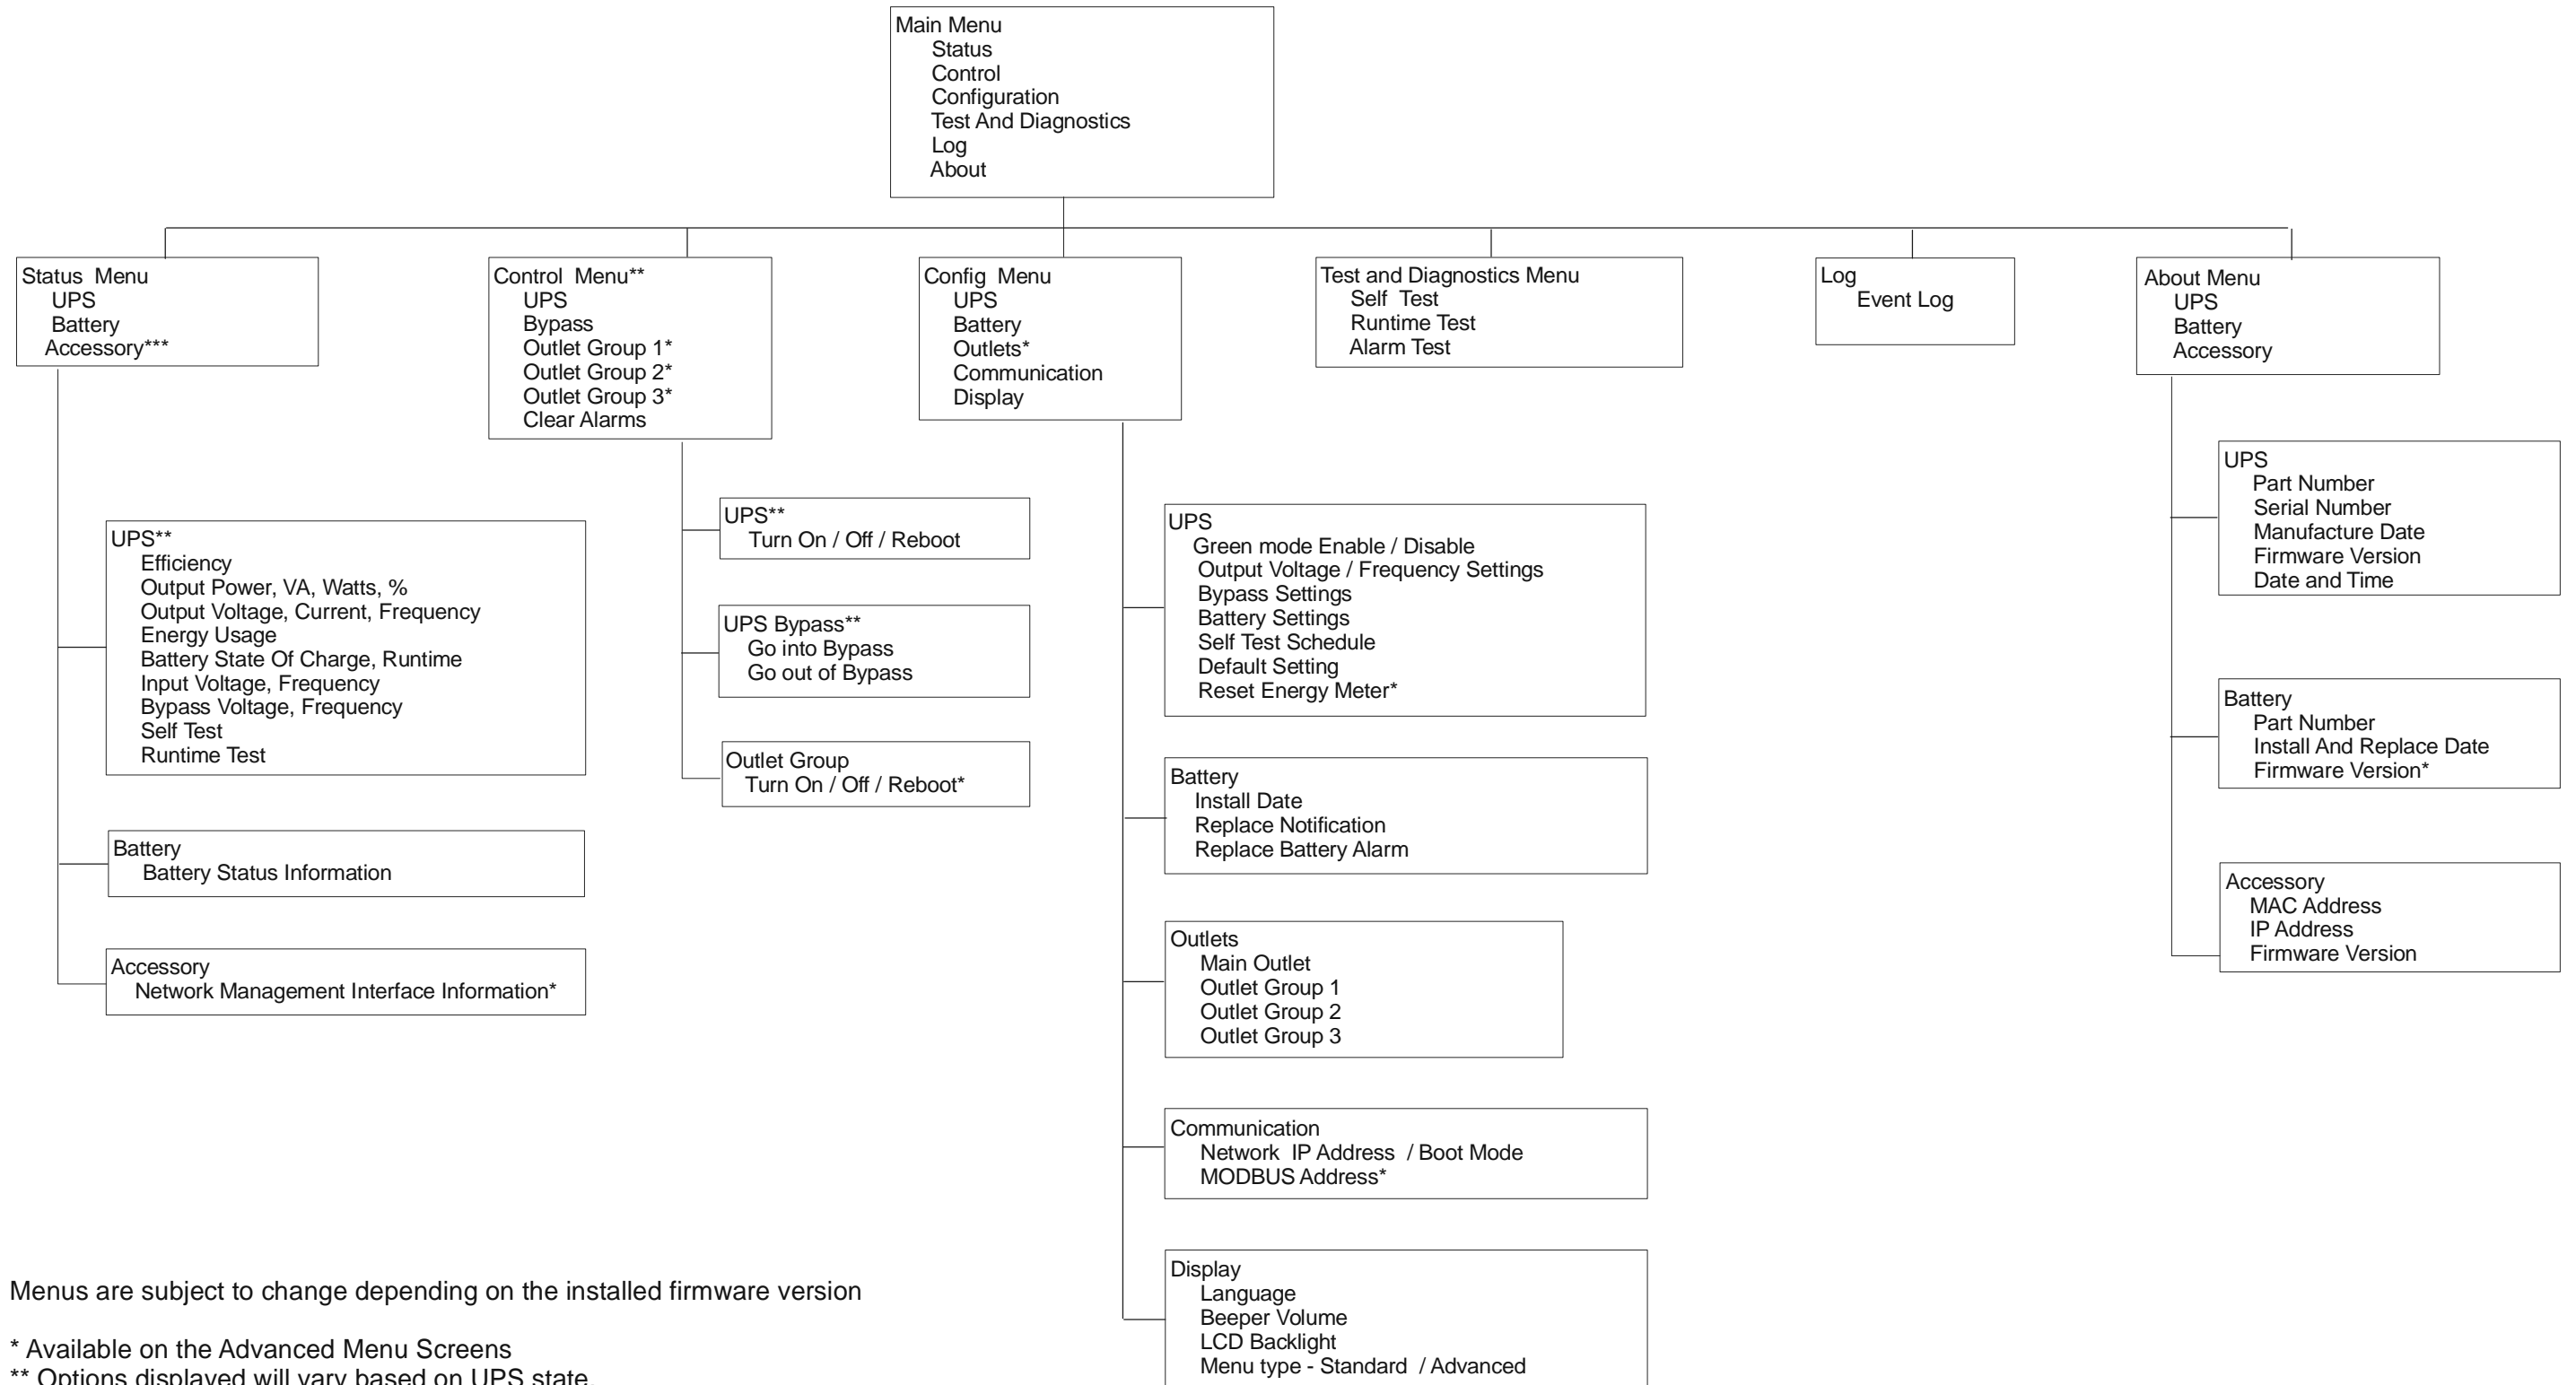 Main Menu
Status
Control
Configuration
Test And Diagnostics
Log
About
Status Menu
UPS
Battery
Accessory***
Control Menu**
UPS
Bypass
Outlet Group 1*
Outlet Group 2*
Outlet Group 3*
Clear Alarms
Config Menu
UPS
Battery
Outlets*
Communication
Display
Test and Diagnostics Menu
Self Test
Runtime Test
Alarm Test
Log
Event Log
About Menu
UPS
Battery
Accessory
UPS**
Efficiency
Output Power, VA, Watts, %
Output Voltage, Current, Frequency
Energy Usage
Battery State Of Charge, Runtime
Input Voltage, Frequency
Bypass Voltage, Frequency
Self Test
Runtime Test
Battery
Battery Status Information
Accessory
Network Management Interface Information*
UPS**
Turn On / Off / Reboot
UPS Bypass**
Go into Bypass
Go out of Bypass
Outlet Group
Turn On / Off / Reboot*
UPS
Green mode Enable / Disable
Output Voltage / Frequency Settings
Bypass Settings
Battery Settings
Self Test Schedule
Default Setting
Reset Energy Meter*
Battery
Install Date
Replace Notification
Replace Battery Alarm
Outlets
Main Outlet
Outlet Group 1
Outlet Group 2
Outlet Group 3
Communication
Network IP Address / Boot Mode
MODBUS Address*
Display
Language
Beeper Volume
LCD Backlight
Menu type - Standard / Advanced
UPS
Part Number
Serial Number
Manufacture Date
Firmware Version
Date and Time
Battery
Part Number
Install And Replace Date
Firmware Version*
Accessory
MAC Address
IP Address
Firmware Version
Menus are subject to change depending on the installed firmware version
* Available on the Advanced Menu Screens
** Options displayed will vary based on UPS state.